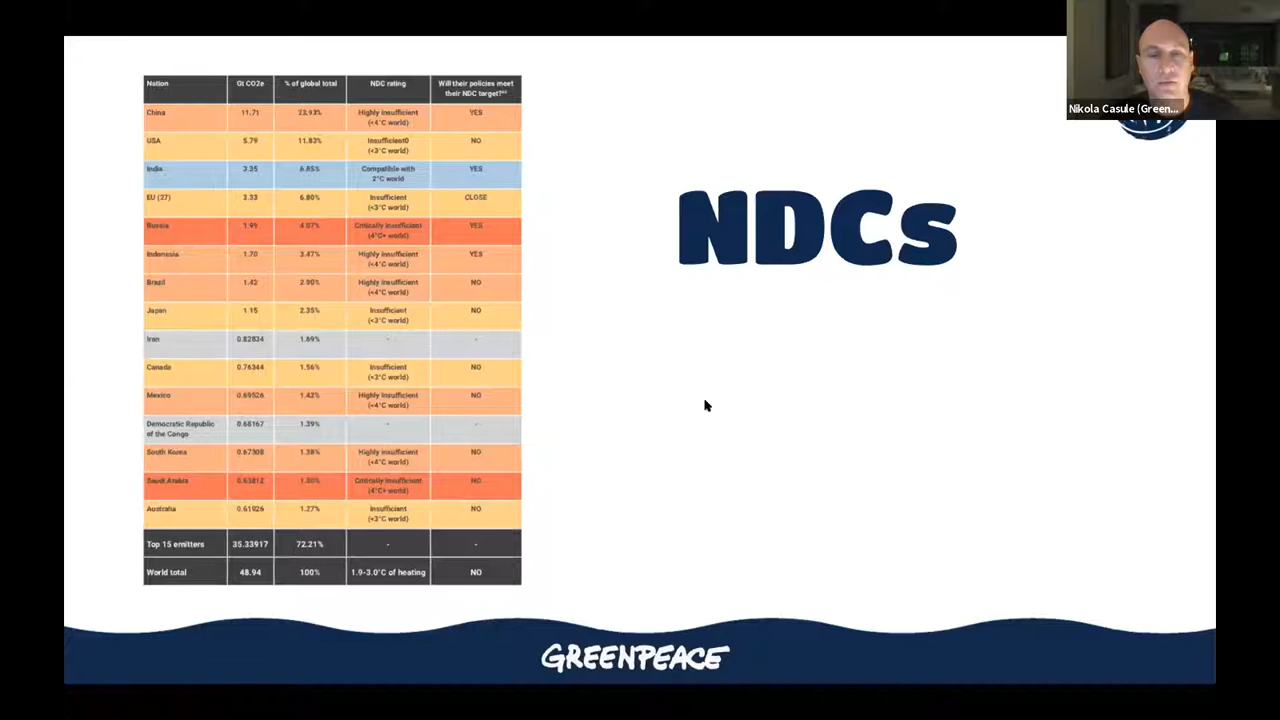 Nation Gt CO2e % of global total NDC rating Will their policies meet
their NDC target?
China 11.71 23.93% Highly Insufficient YES
(<4°C world)
USA 5.79 11.83% Insufficient0 NO
(<3°C world)
India 3.35 6.85% Compatible with YES
2°C world
EU (27) 3.33 6.80% Insufficient CLOSE
(<3°C world)
Russia 1.99 4.07% Critically Insufficient YES
(4°C+ world)
Indonesia 1.70 3.47% Highly Insufficient YES
(<4°C world)
Brazil 1.42 2.90% Highly Insufficient NO
(<4°C world)
Japan 1.15 2.35% Insufficient NO
(<3°C world)
Iran 0.82834 1.69% - -
Canada 0.76344 1.56% Insufficient NO
(<3°C world)
Mexico 0.69526 1.42% Highly Insufficient NO
(<4°C world)
Democratic Republic 0.68167 1.39% - -
of the Congo
South Korea 0.67308 1.38% Highly Insufficient NO
(<4°C world)
Saudi Arabia 0.63812 1.30% Critically Insufficient NO
(4°C+ world)
Australia 0.61926 1.27% Insufficient NO
(<3°C world)
Top 15 emitters 35.33917 72.21% - -
World total 48.94 100% 1.9-3.0°C of heating NO
NDCs
Nikola Casule (Green...
GREENPEACE